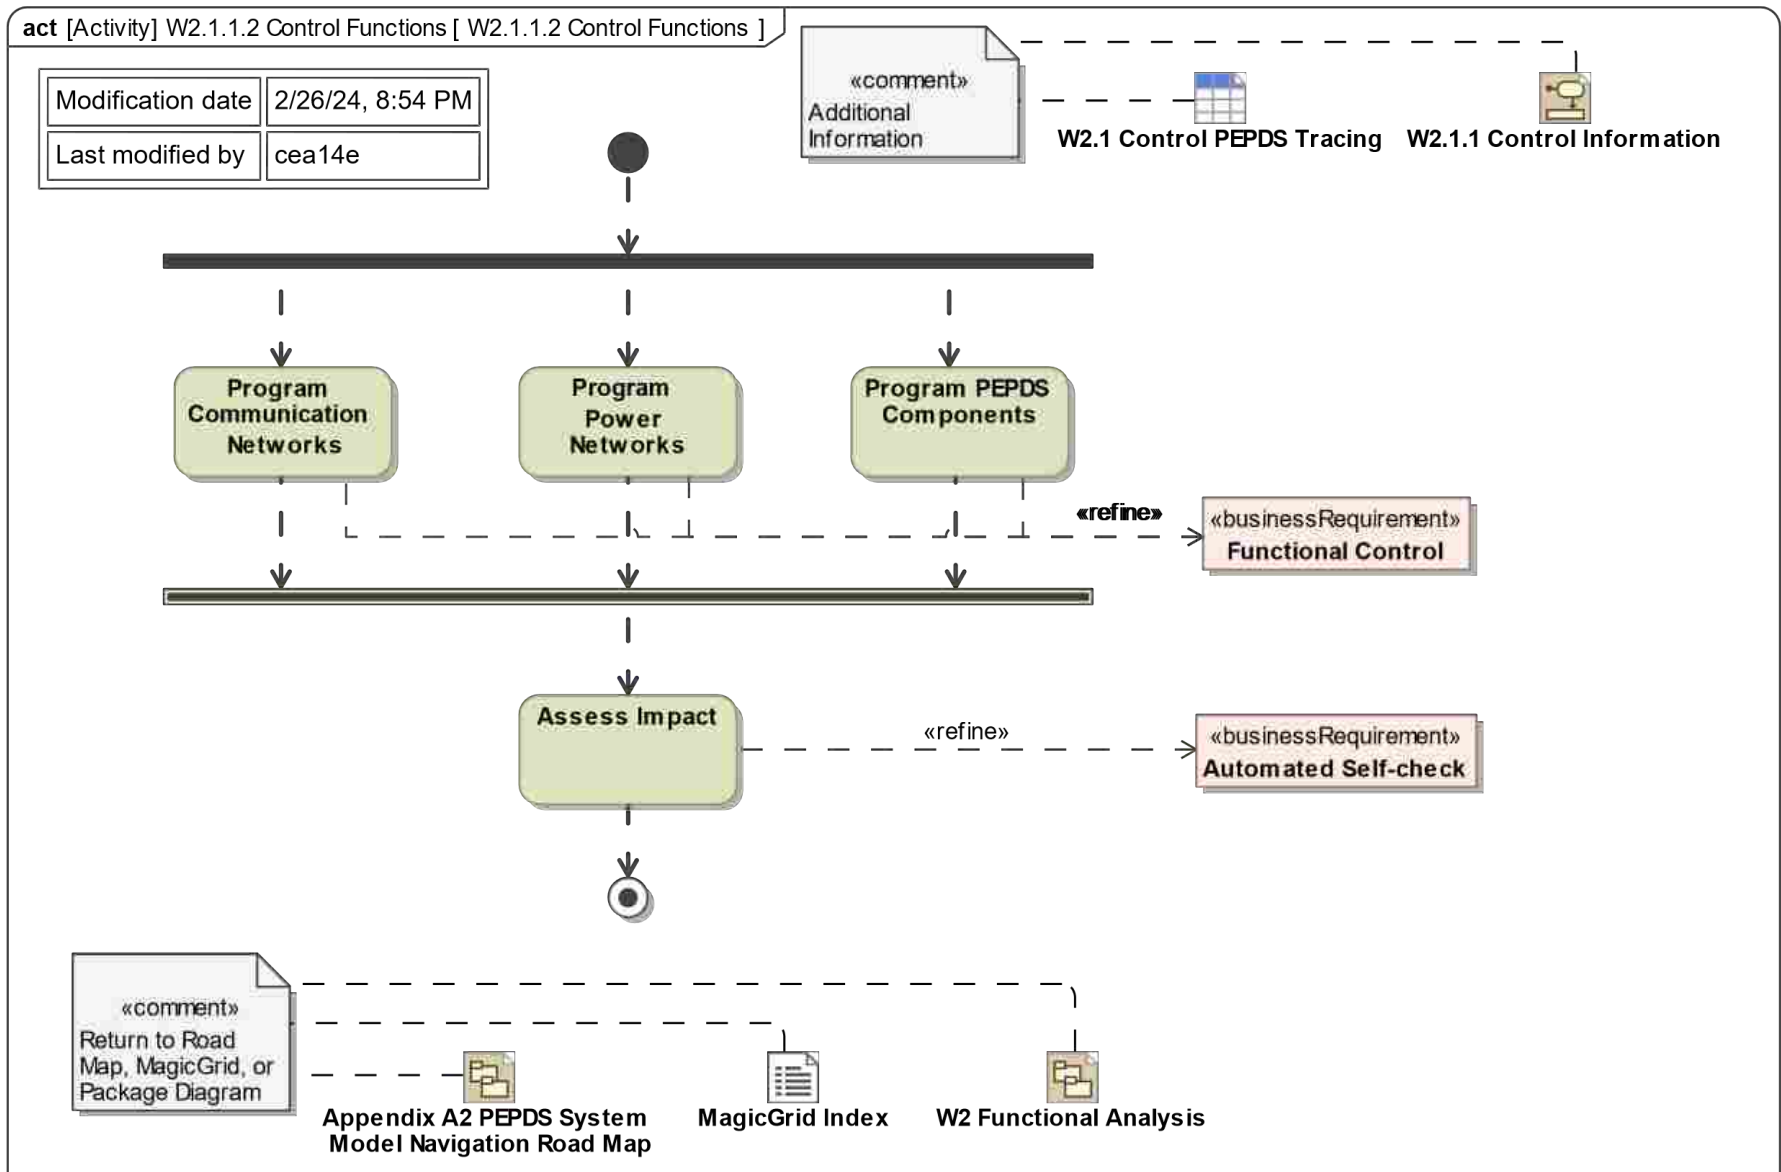 act [Activity] W2.1.1.2 Control Functions [ W2.1.1.2 Control Functions ]
Modification date 2/26/24, 8:54 PM
Last modified by cea14e
«comment»
Additional
Information
W2.1 Control PEPDS Tracing
W2.1.1 Control Information
Program
Communication
Networks
Program
Power
Networks
Program PEPDS
Components
«refine»
«businessRequirement»
Functional Control
Assess Impact
«refine»
«businessRequirement»
Automated Self-check
«comment»
Return to Road
Map, MagicGrid, or
Package Diagram
Appendix A2 PEPDS System
Model Navigation Road Map
MagicGrid Index
W2 Functional Analysis